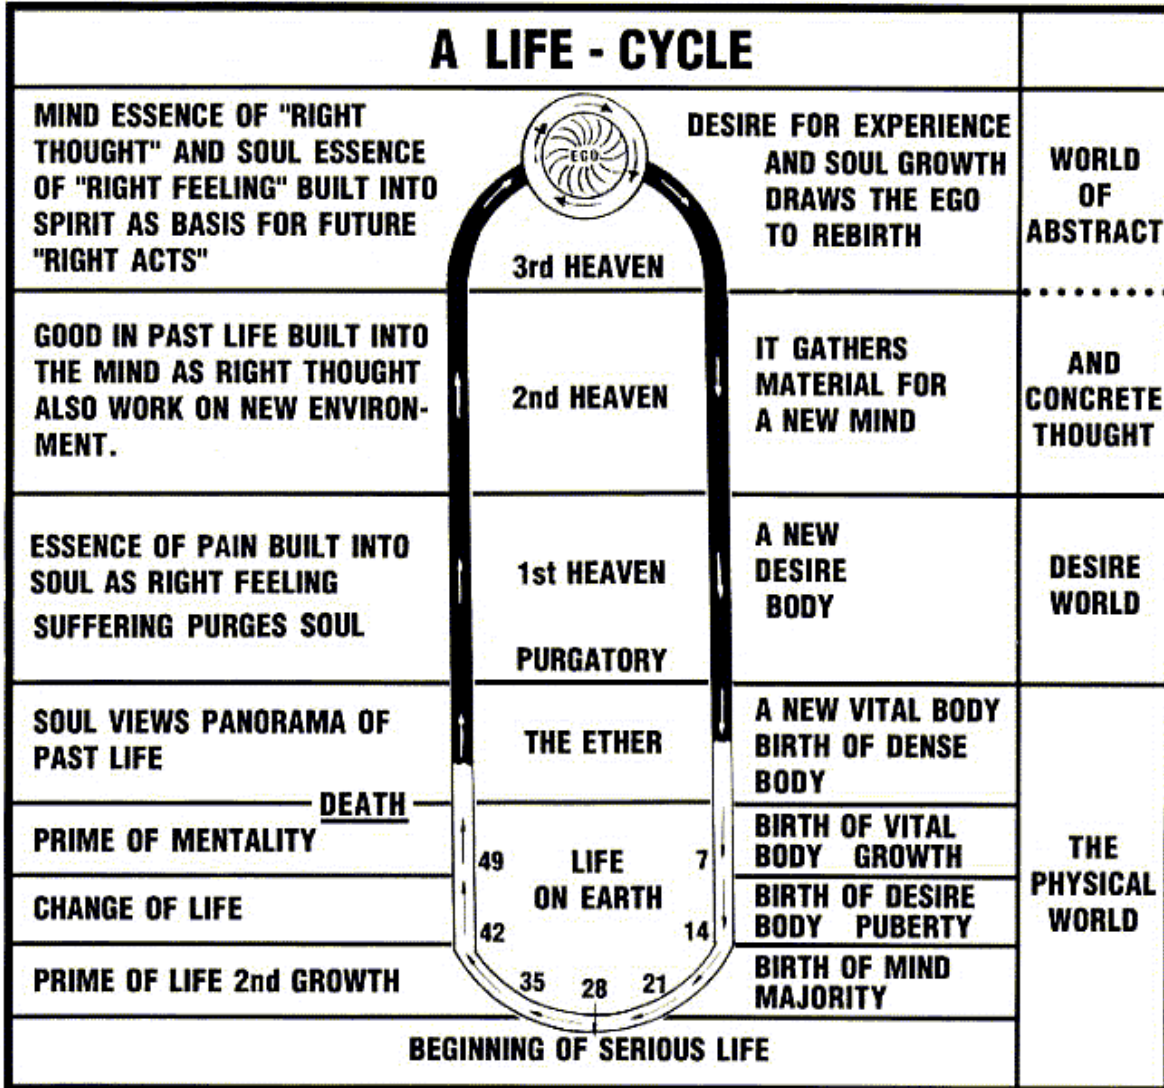 A LIFE - CYCLE
MIND ESSENCE OF "RIGHT
THOUGHT" AND SOUL ESSENCE
OF "RIGHT FEELING" BUILT INTO
SPIRIT AS BASIS FOR FUTURE
"RIGHT ACTS"
EGO
3rd HEAVEN
DESIRE FOR EXPERIENCE
AND SOUL GROWTH
DRAWS THE EGO
TO REBIRTH
WORLD
OF
ABSTRACT
GOOD IN PAST LIFE BUILT INTO
THE MIND AS RIGHT THOUGHT
ALSO WORK ON NEW ENVIRON-
MENT.
2nd HEAVEN
IT GATHERS
MATERIAL FOR
A NEW MIND
AND
CONCRETE
THOUGHT
ESSENCE OF PAIN BUILT INTO
SOUL AS RIGHT FEELING
SUFFERING PURGES SOUL
1st HEAVEN
PURGATORY
A NEW
DESIRE
BODY
DESIRE
WORLD
SOUL VIEWS PANORAMA OF
PAST LIFE
THE ETHER
A NEW VITAL BODY
BIRTH OF DENSE
BODY
DEATH
PRIME OF MENTALITY
49
LIFE
ON EARTH
7
BIRTH OF VITAL
BODY GROWTH
THE
PHYSICAL
WORLD
CHANGE OF LIFE
42
14
BIRTH OF DESIRE
BODY PUBERTY
PRIME OF LIFE 2nd GROWTH
35
28
21
BIRTH OF MIND
MAJORITY
BEGINNING OF SERIOUS LIFE